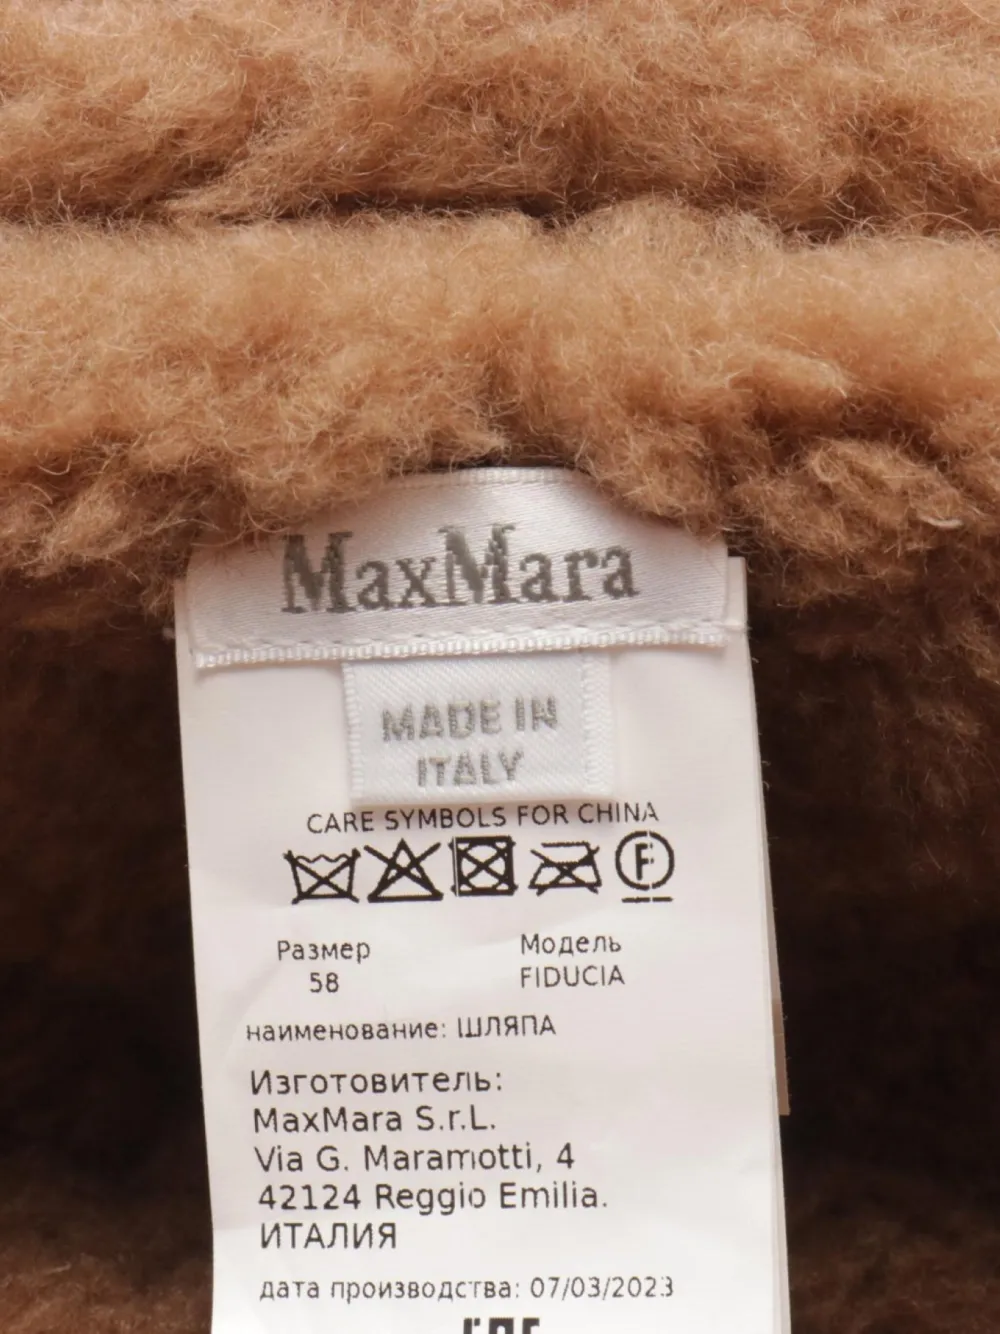 MaxMara
MADE IN
ITALY
CARE SYMBOLS FOR CHINA
F
Размер Модель
58 FIDUCIA
наименование: ШЛЯПА
Изготовитель:
MaxMara S.r.L.
Via G. Maramotti, 4
42124 Reggio Emilia.
ИТАЛИЯ
дата производства: 07/03/2023